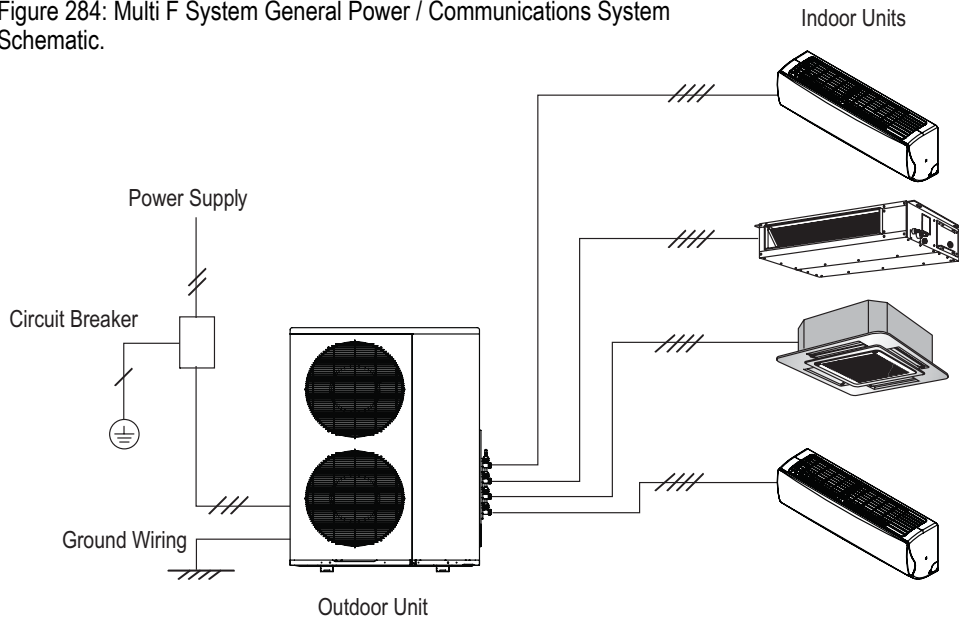 Figure 284: Multi F System General Power / Communications System
Schematic.
Indoor Units
Power Supply
Circuit Breaker
Ground Wiring
Outdoor Unit